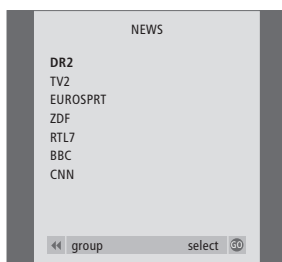 NEWS
DR2
TV2
EUROSPRT
ZDF
RTL7
BBC
CNN
group select GO